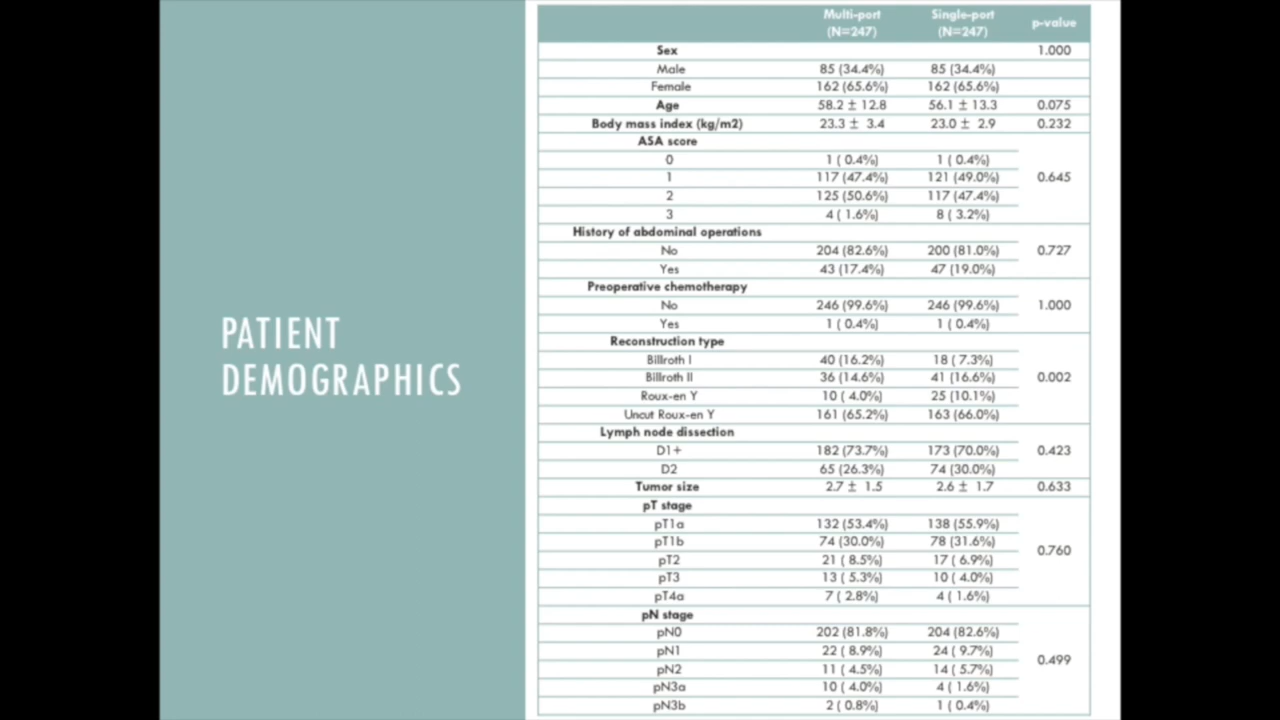 PATIENT
DEMOGRAPHICS
Multi-port (N=247) Single-port (N=247) p-value
Sex 1.000
Male 85 (34.4%) 85 (34.4%)
Female 162 (65.6%) 162 (65.6%)
Age 58.2 ± 12.8 56.1 ± 13.3 0.075
Body mass index (kg/m2) 23.3 ± 3.4 23.0 ± 2.9 0.232
ASA score
0 1 ( 0.4%) 1 ( 0.4%)
1 117 (47.4%) 121 (49.0%) 0.645
2 125 (50.6%) 117 (47.4%)
3 4 ( 1.6%) 8 ( 3.2%)
History of abdominal operations
No 204 (82.6%) 200 (81.0%) 0.727
Yes 43 (17.4%) 47 (19.0%)
Preoperative chemotherapy
No 246 (99.6%) 246 (99.6%) 1.000
Yes 1 ( 0.4%) 1 ( 0.4%)
Reconstruction type
Billroth I 40 (16.2%) 18 ( 7.3%)
Billroth II 36 (14.6%) 41 (16.6%) 0.002
Roux-en Y 10 ( 4.0%) 25 (10.1%)
Uncut Roux-en Y 161 (65.2%) 163 (66.0%)
Lymph node dissection
D1+ 182 (73.7%) 173 (70.0%) 0.423
D2 65 (26.3%) 74 (30.0%)
Tumor size 2.7 ± 1.5 2.6 ± 1.7 0.633
pT stage
pT1a 132 (53.4%) 138 (55.9%)
pT1b 74 (30.0%) 78 (31.6%) 0.760
pT2 21 ( 8.5%) 17 ( 6.9%)
pT3 13 ( 5.3%) 10 ( 4.0%)
pT4a 7 ( 2.8%) 4 ( 1.6%)
pN stage
pN0 202 (81.8%) 204 (82.6%)
pN1 22 ( 8.9%) 24 ( 9.7%) 0.499
pN2 11 ( 4.5%) 14 ( 5.7%)
pN3a 10 ( 4.0%) 4 ( 1.6%)
pN3b 2 ( 0.8%) 1 ( 0.4%)